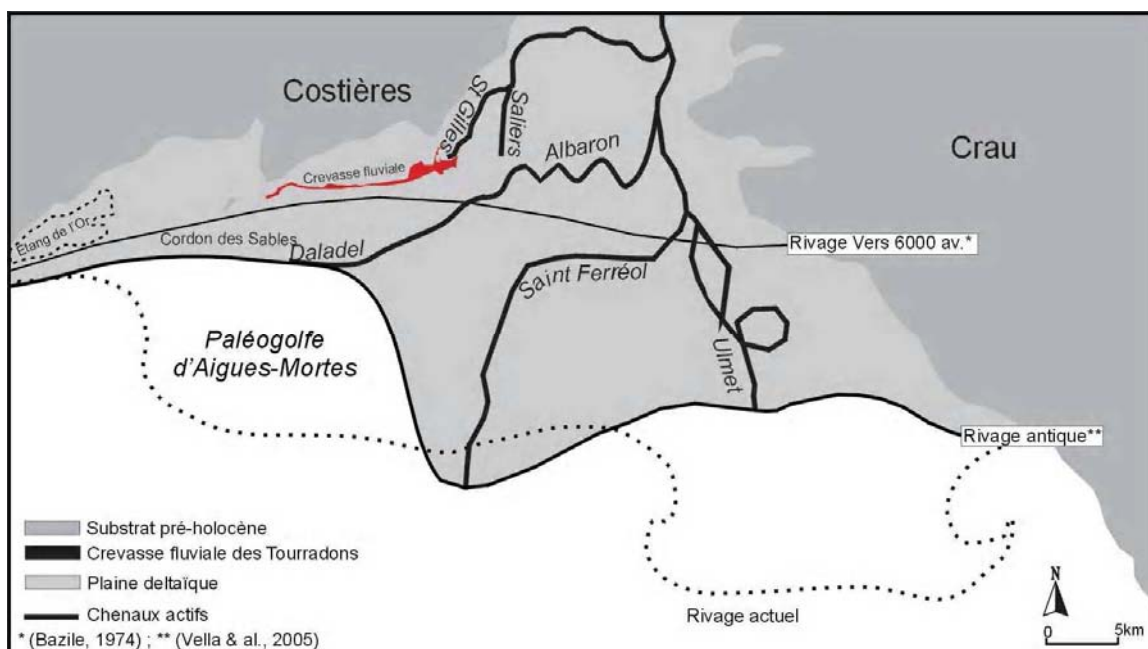 Costières
St Gilles
Saliers
Albaron
Crau
Crevasse fluviale
Étang de l'Or
Cordon des Sables
Daladel
Rivage Vers 6000 av.*
Saint Ferréol
Paléogolfe
d'Aigues-Mortes
Ulmet
Rivage antique**
Substrat pré-holocène
Crevasse fluviale des Tourradons
Plaine deltaïque
Chenaux actifs
* (Bazile, 1974) ; ** (Vella & al., 2005)
Rivage actuel
N
0 5km